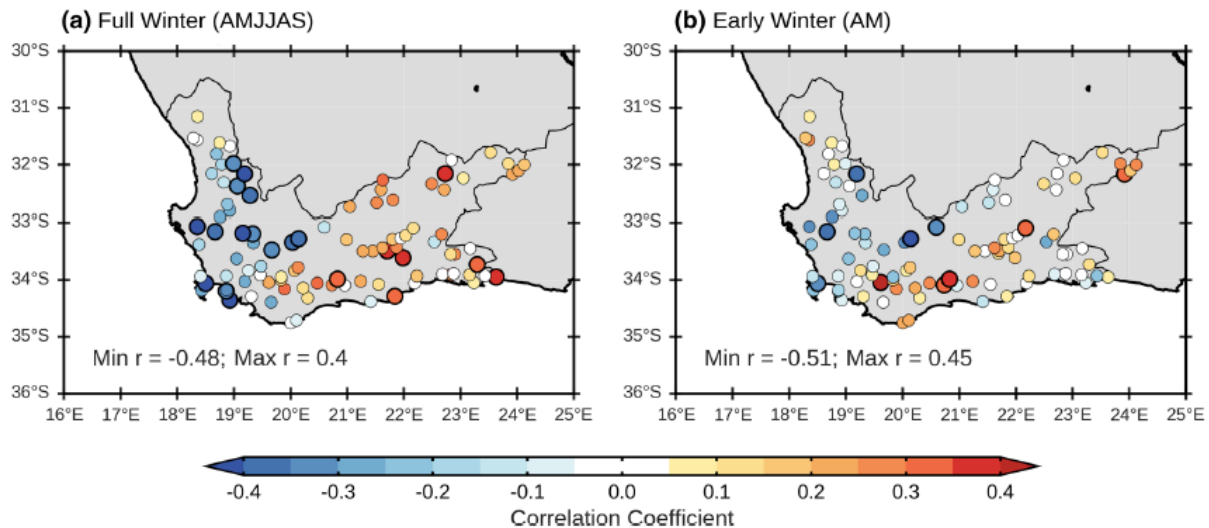 (a) Full Winter (AMJJAS)
(b) Early Winter (AM)
30°S
31°S
32°S
33°S
34°S
35°S
36°S
Min r = -0.48; Max r = 0.4
16°E 17°E 18°E 19°E 20°E 21°E 22°E 23°E 24°E 25°E
30°S
31°S
32°S
33°S
34°S
35°S
36°S
Min r = -0.51; Max r = 0.45
16°E 17°E 18°E 19°E 20°E 21°E 22°E 23°E 24°E 25°E
-0.4 -0.3 -0.2 -0.1 0.0 0.1 0.2 0.3 0.4
Correlation Coefficient